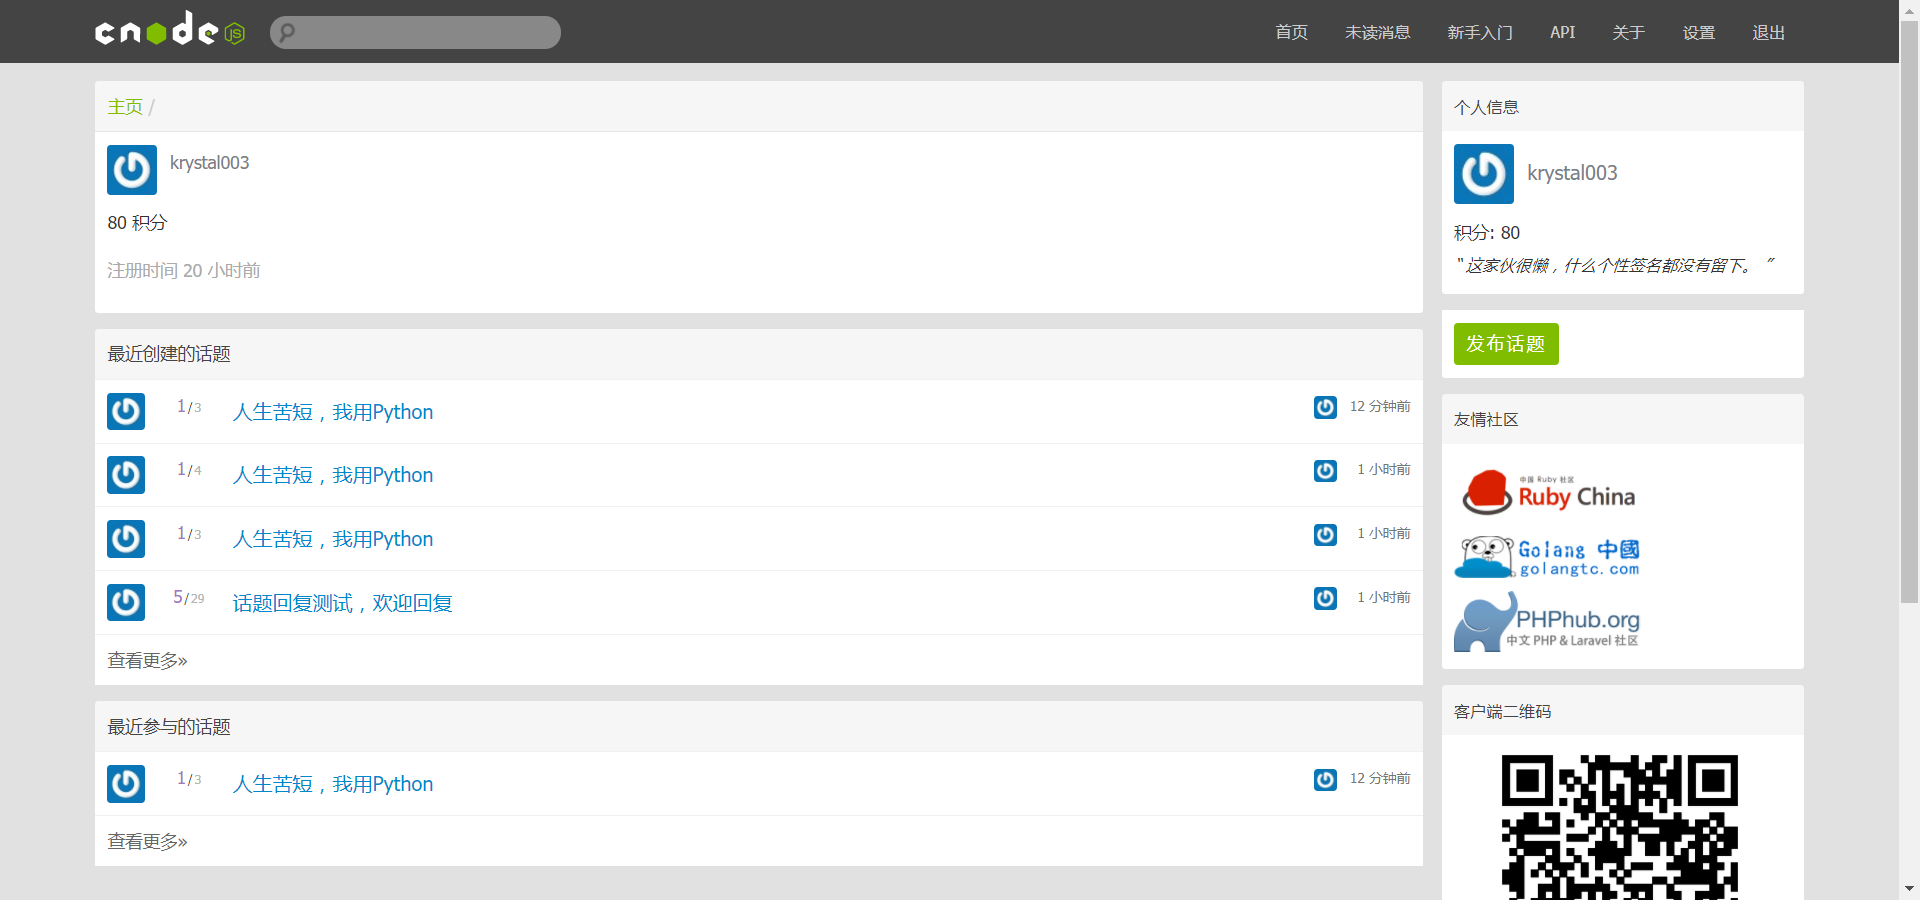 cnode JS
首页 未读消息 新手入门 API 关于 设置 退出
主页 /
krystal003
80 积分
注册时间 20 小时前
最近创建的话题
1/3 人生苦短，我用Python 12 分钟前
1/4 人生苦短，我用Python 1 小时前
1/3 人生苦短，我用Python 1 小时前
5/29 话题回复测试，欢迎回复 1 小时前
查看更多»
最近参与的话题
1/3 人生苦短，我用Python 12 分钟前
查看更多»
个人信息
krystal003
积分: 80
“ 这家伙很懒，什么个性签名都没有留下。 ”
发布话题
友情社区
中国 Ruby 社区
Ruby China
Golang 中國
golangtc.com
PHPhub.org
中文 PHP & Laravel 社区
客户端二维码